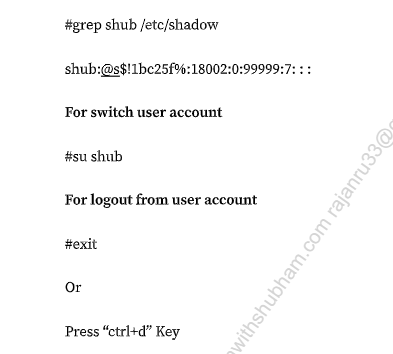 #grep shub /etc/shadow
shub:@s$!1bc25f%:18002:0:99999:7: : :
For switch user account
#su shub
For logout from user account
#exit
Or
Press “ctrl+d” Key
withshubham.com rajanru33@